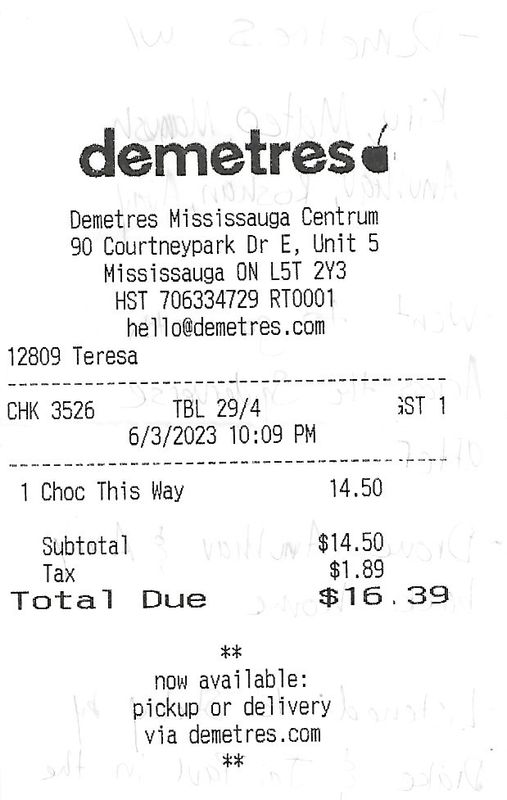 demetres
Demetres Mississauga Centrum
90 Courtneypark Dr E, Unit 5
Mississauga ON L5T 2Y3
HST 706334729 RT0001
hello@demetres.com
12809 Teresa
CHK 3526 TBL 29/4 GST 1
6/3/2023 10:09 PM
1 Choc This Way 14.50
Subtotal $14.50
Tax $1.89
Total Due $16.39
**
now available:
pickup or delivery
via demetres.com
**